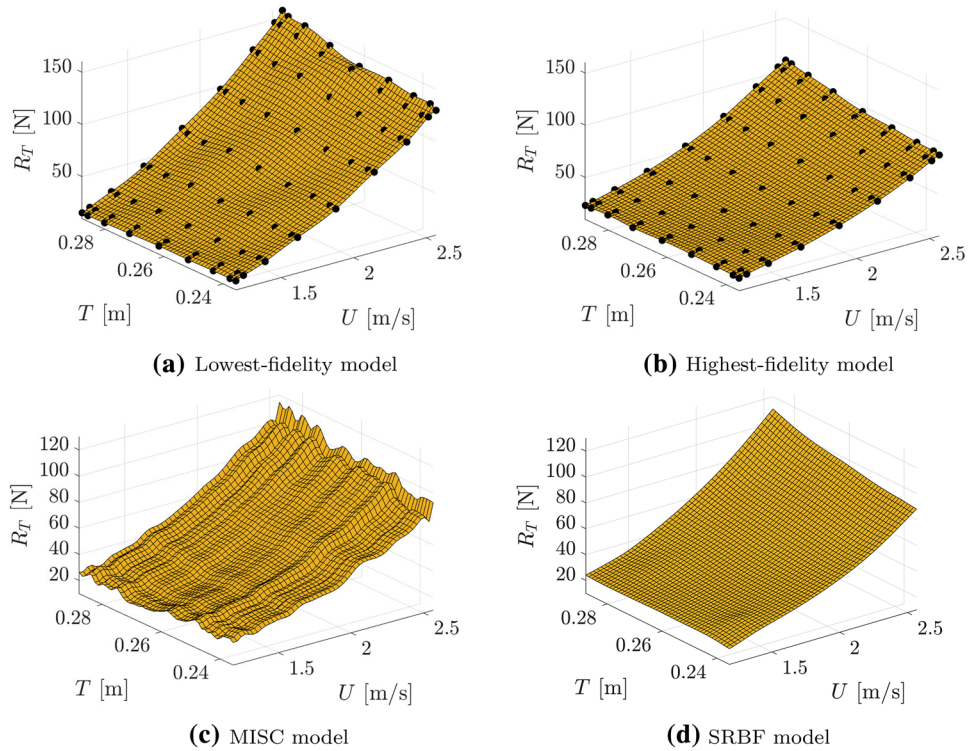 150
100
50
R_T [N]
0.28
0.26
0.24
T [m]
1.5
2
2.5
U [m/s]
(a) Lowest-fidelity model
150
100
50
R_T [N]
0.28
0.26
0.24
T [m]
1.5
2
2.5
U [m/s]
(b) Highest-fidelity model
120
100
80
60
40
20
R_T [N]
0.28
0.26
0.24
T [m]
1.5
2
2.5
U [m/s]
(c) MISC model
120
100
80
60
40
20
R_T [N]
0.28
0.26
0.24
T [m]
1.5
2
2.5
U [m/s]
(d) SRBF model